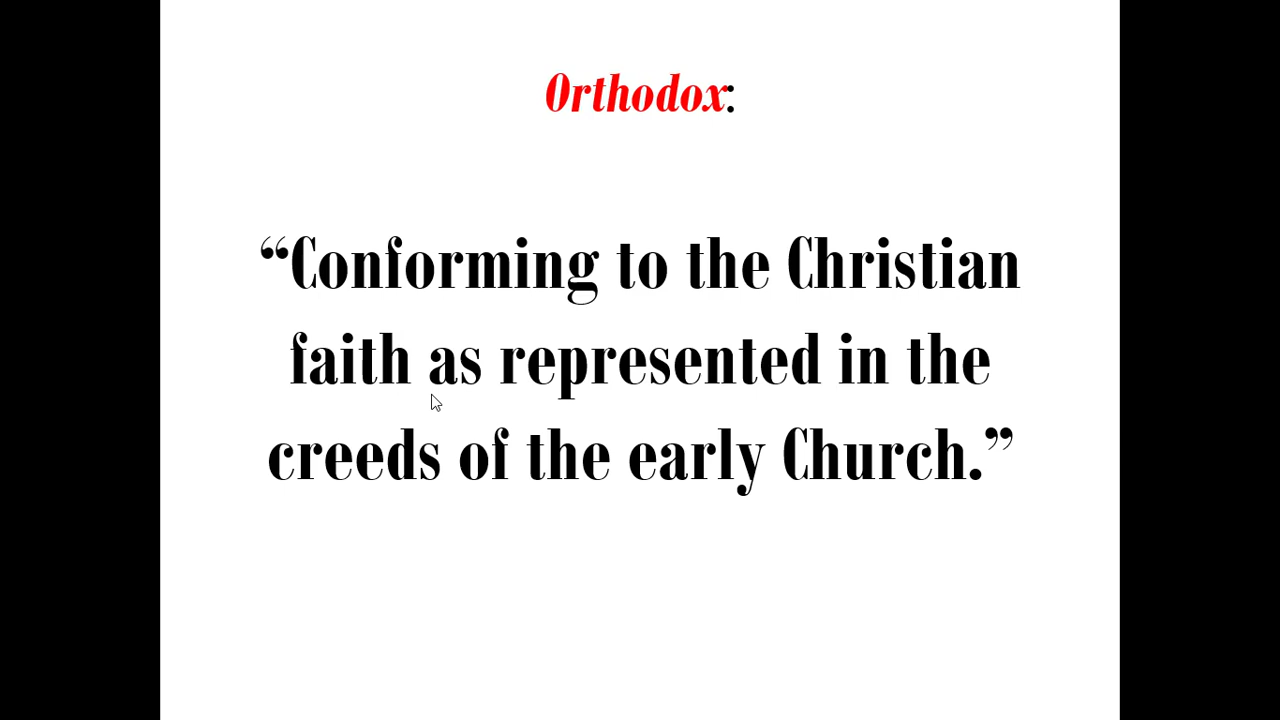 Orthodox:
“Conforming to the Christian
faith as represented in the
creeds of the early Church.”